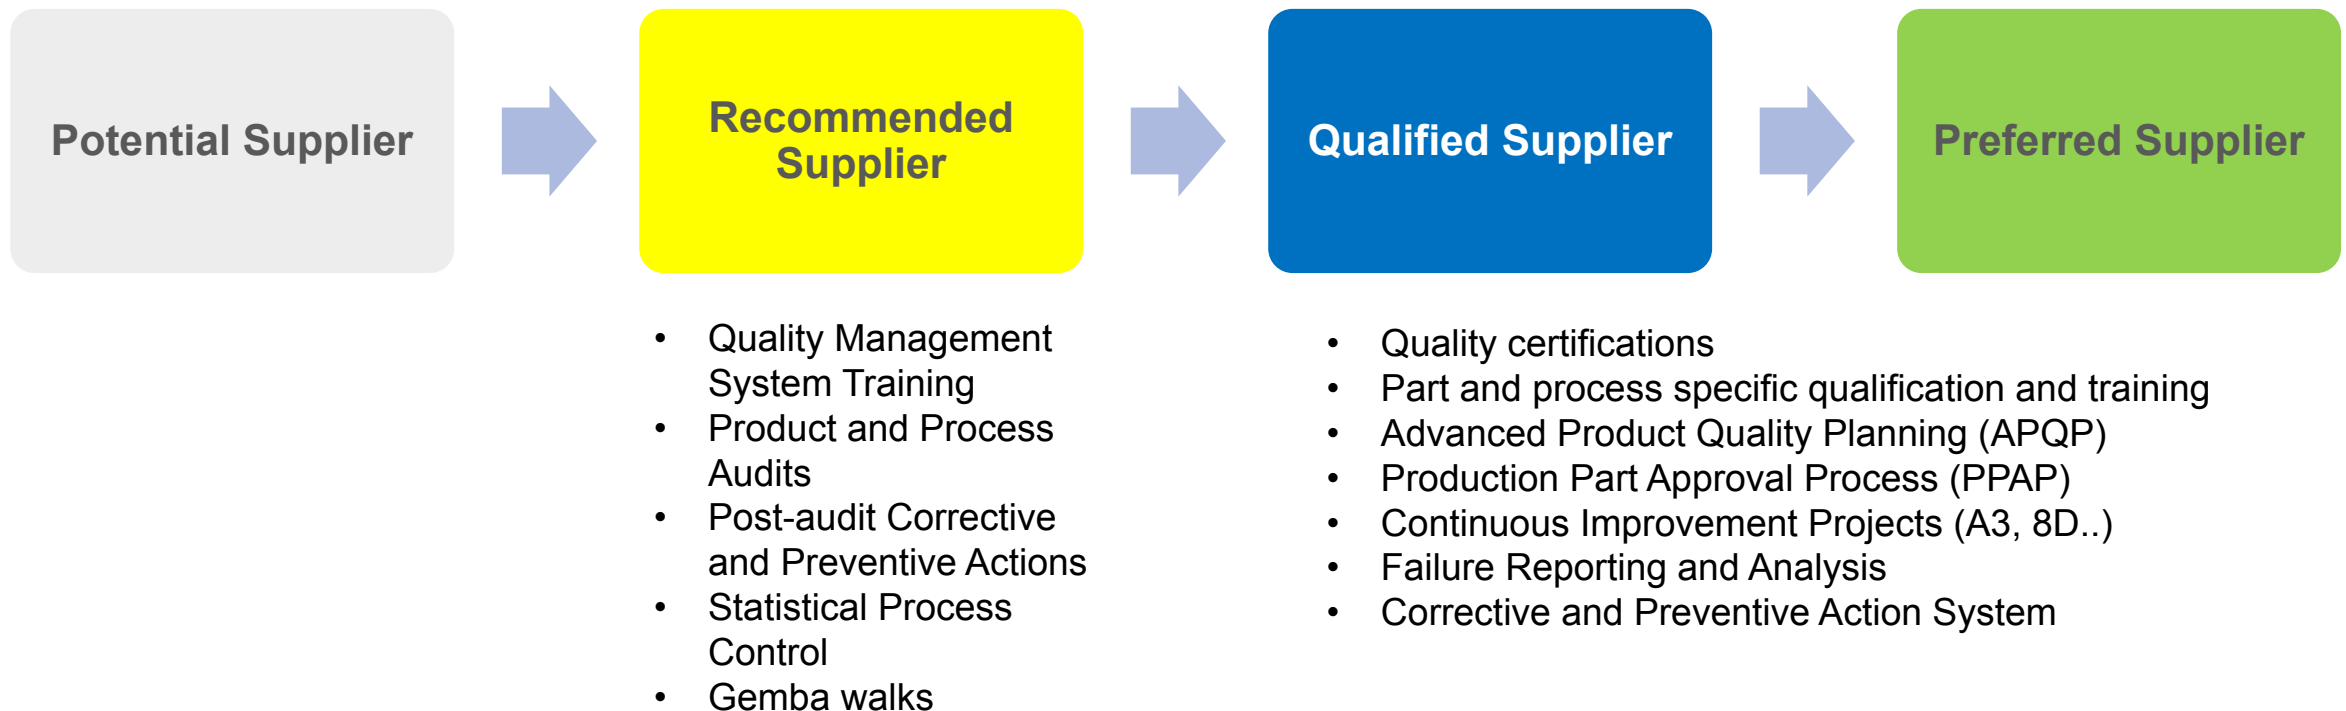 Potential Supplier
Recommended
Supplier
Qualified Supplier
Preferred Supplier
• Quality Management
System Training
• Product and Process
Audits
• Post-audit Corrective
and Preventive Actions
• Statistical Process
Control
• Gemba walks
• Quality certifications
• Part and process specific qualification and training
• Advanced Product Quality Planning (APQP)
• Production Part Approval Process (PPAP)
• Continuous Improvement Projects (A3, 8D..)
• Failure Reporting and Analysis
• Corrective and Preventive Action System